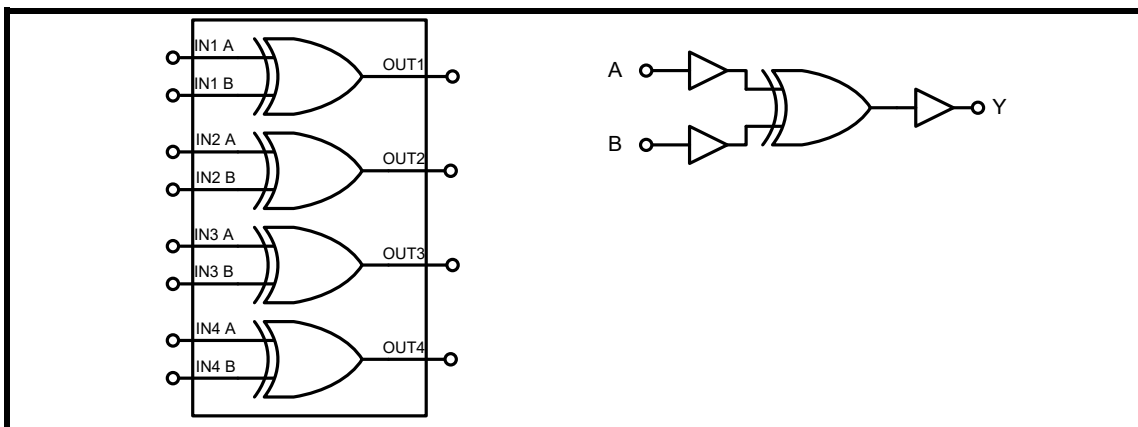 IN1 A
OUT1
IN1 B
IN2 A
OUT2
IN2 B
IN3 A
OUT3
IN3 B
IN4 A
OUT4
IN4 B
A
Y
B